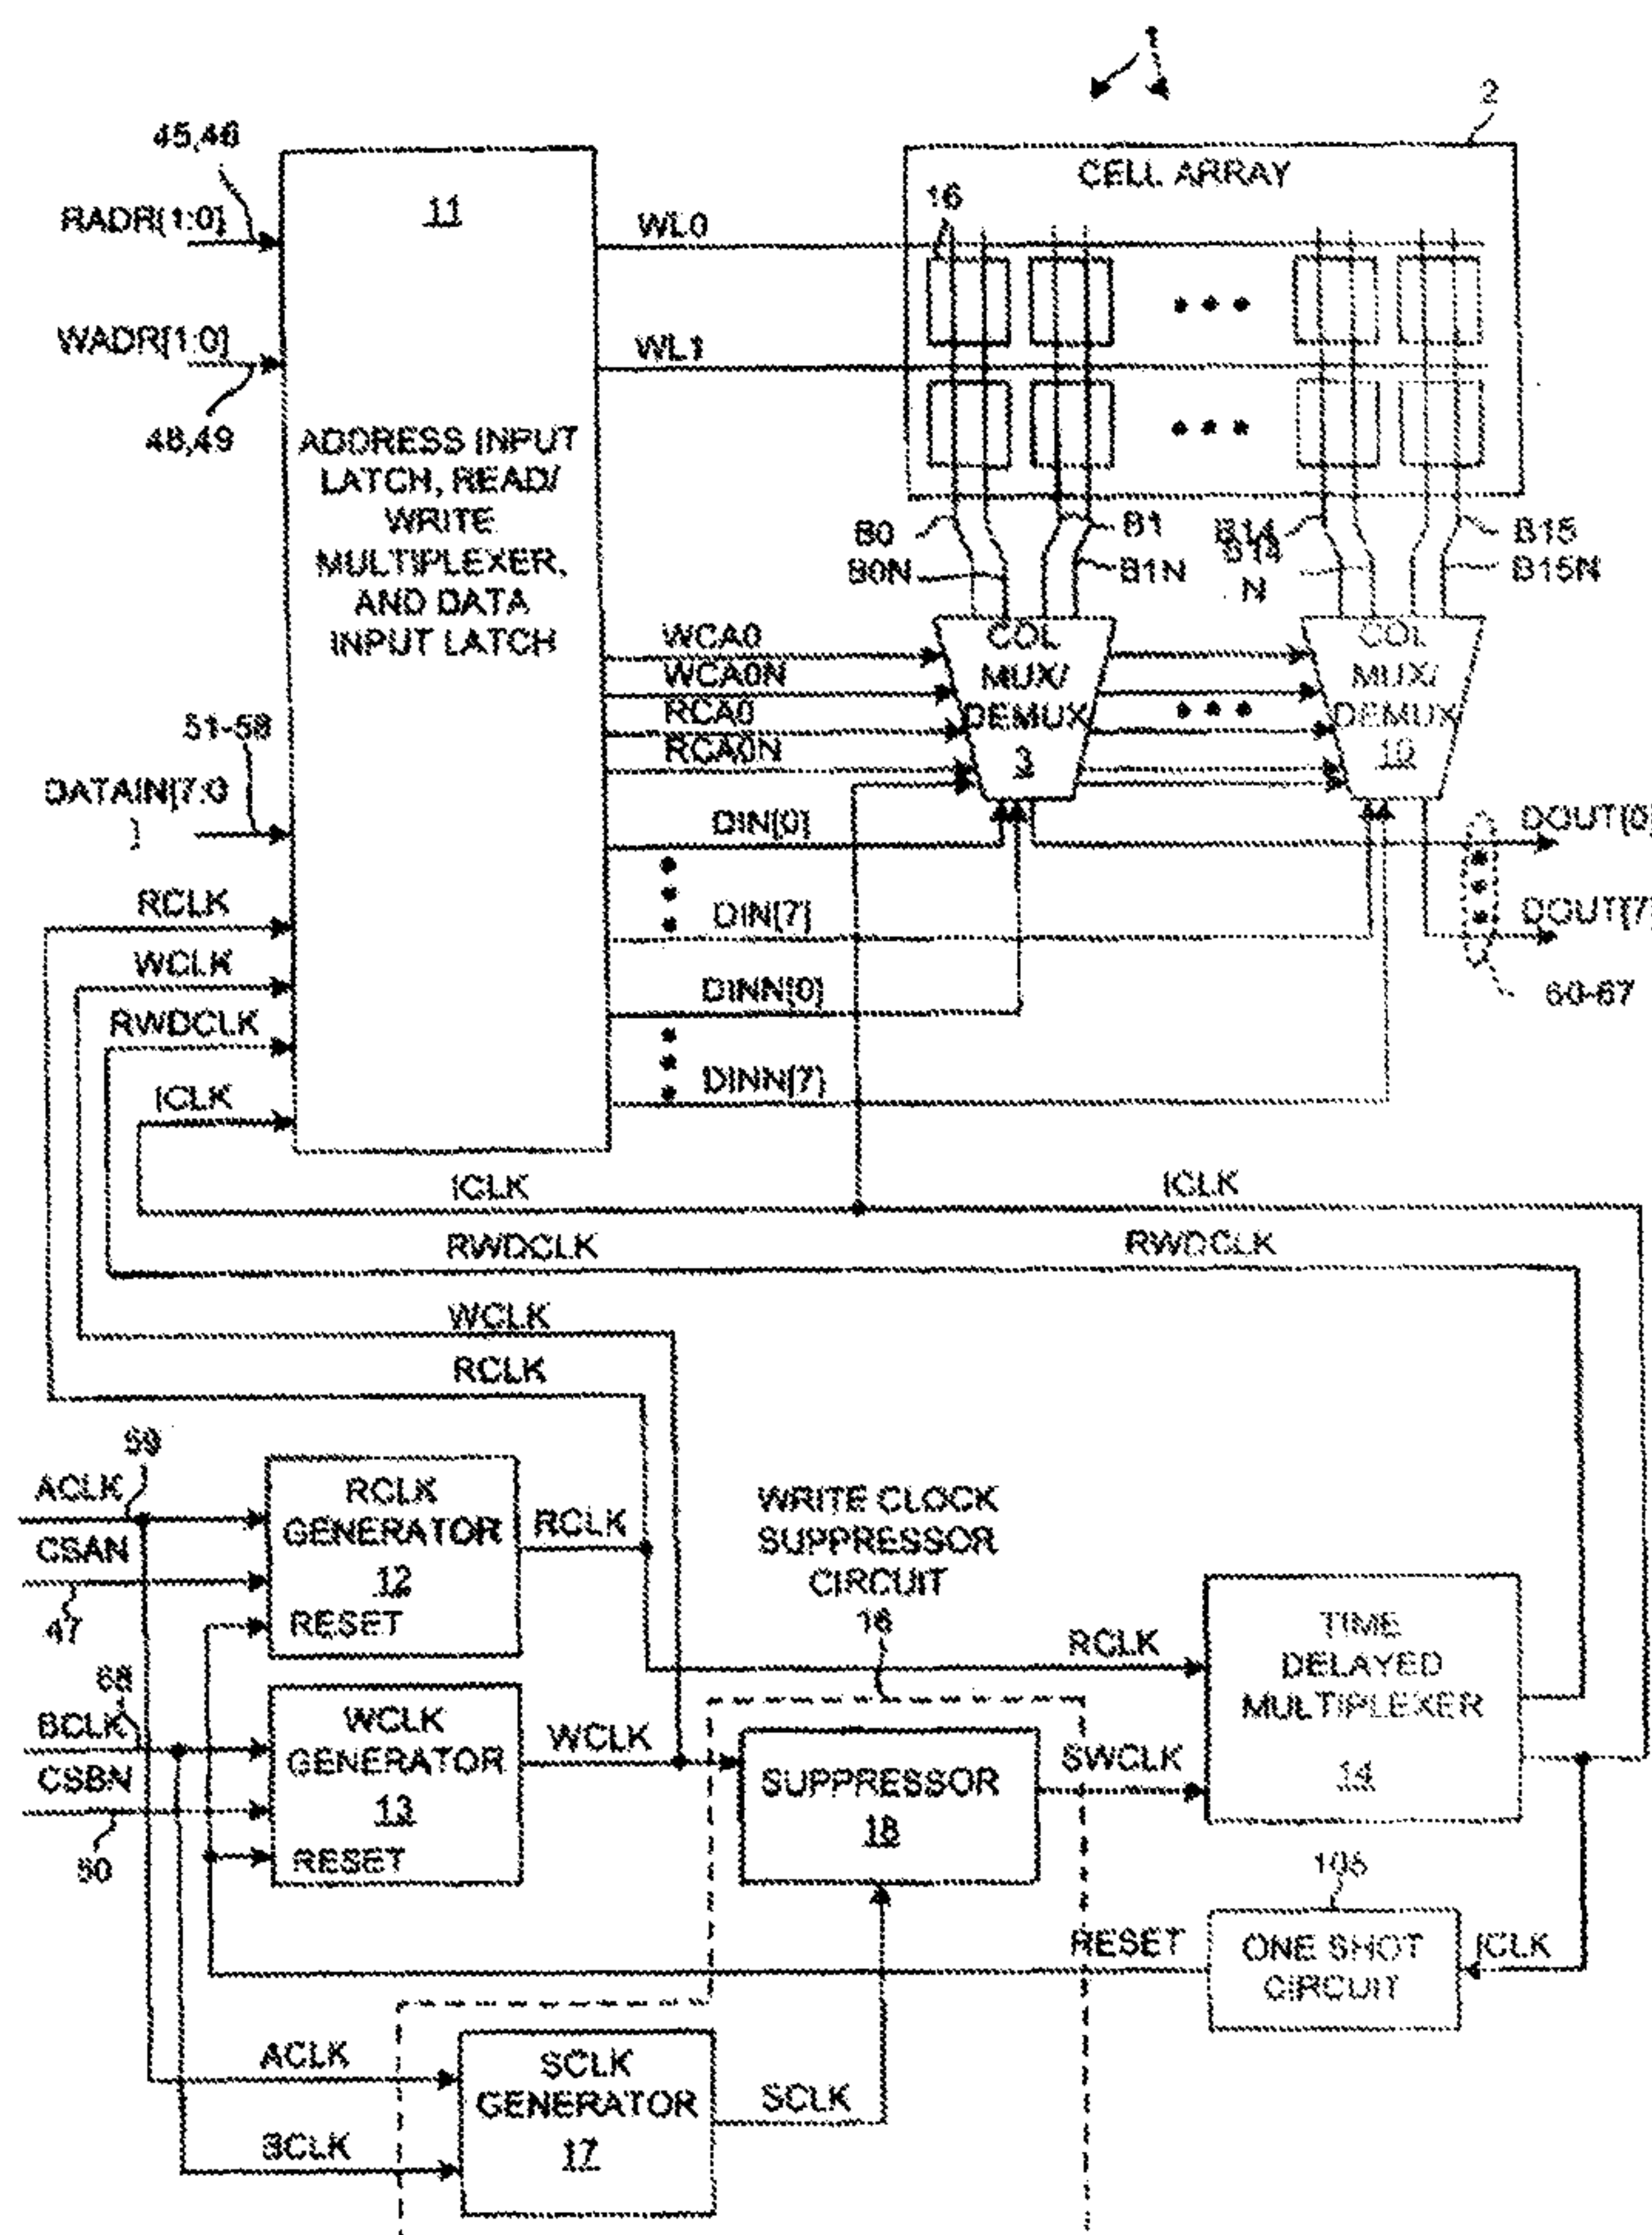 1
2
45,46
CELL ARRAY
16
11
RADR[1:0]
WL0
WADR[1:0]
WL1
48,49
ADDRESS INPUT
LATCH, READ/
WRITE
MULTIPLEXER,
AND DATA
INPUT LATCH
B0
B1
B14
B15
B0N
B1N
B14
N
B15N
WCA0
WCA0N
RCA0
RCA0N
COL
MUX/
DEMUX
3
COL
MUX/
DEMUX
10
51-58
DATAIN[7:0
]
DIN[0]
DOUT[0]
RCLK
DIN[7]
DOUT[7]
WCLK
DINN[0]
60-67
RWDCLK
ICLK
DINN[7]
ICLK
ICLK
RWDCLK
RWDCLK
WCLK
RCLK
59
ACLK
CSAN
47
RCLK
GENERATOR
12
RESET
RCLK
WRITE CLOCK
SUPPRESSOR
CIRCUIT
16
RCLK
TIME
DELAYED
MULTIPLEXER
14
68
BCLK
CSBN
50
WCLK
GENERATOR
13
RESET
WCLK
SUPPRESSOR
18
SWCLK
105
RESET
ONE SHOT
CIRCUIT
ICLK
ACLK
SCLK
GENERATOR
17
SCLK
BCLK